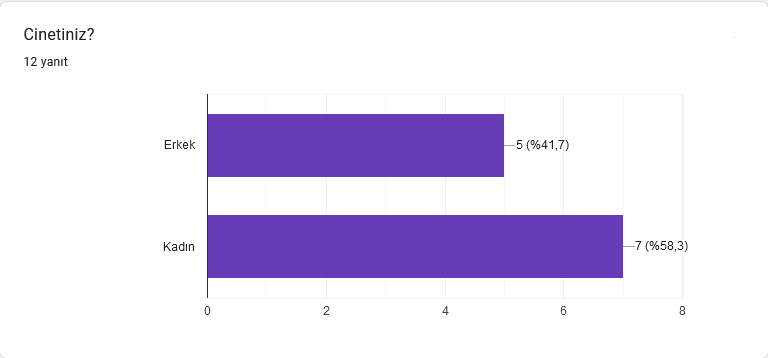 Cinetiniz?
12 yanıt
Erkek
5 (%41,7)
Kadın
7 (%58,3)
0 2 4 6 8